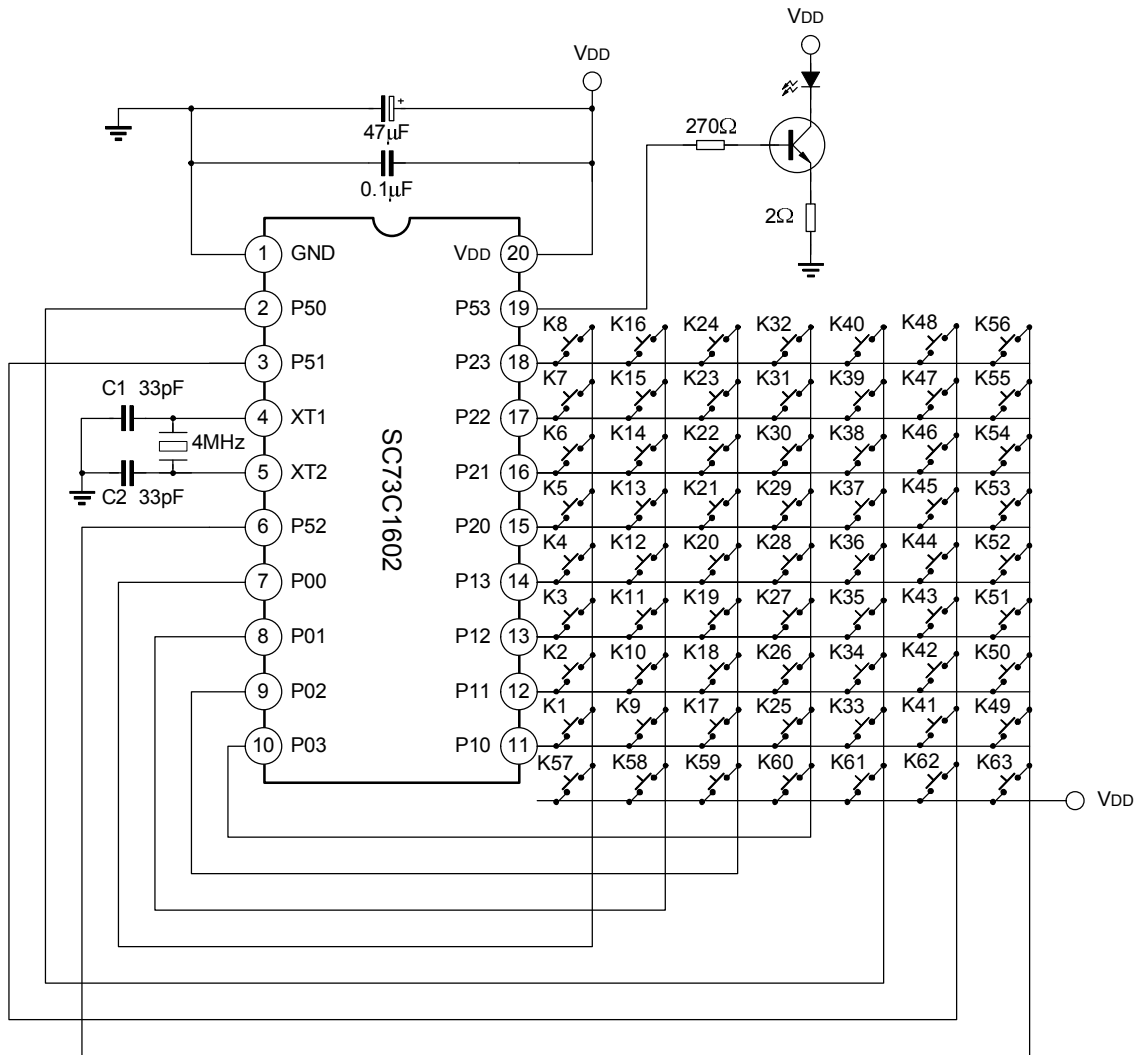 VDD
VDD
47µF
270Ω
0.1µF
2Ω
1 GND VDD 20
2 P50 P53 19
K8 K16 K24 K32 K40 K48 K56
3 P51 P23 18
K7 K15 K23 K31 K39 K47 K55
C1 33pF
4 XT1 P22 17
4MHz
K6 K14 K22 K30 K38 K46 K54
5 XT2 P21 16
C2 33pF
K5 K13 K21 K29 K37 K45 K53
6 P52 P20 15
SC73C1602
K4 K12 K20 K28 K36 K44 K52
7 P00 P13 14
K3 K11 K19 K27 K35 K43 K51
8 P01 P12 13
K2 K10 K18 K26 K34 K42 K50
9 P02 P11 12
K1 K9 K17 K25 K33 K41 K49
10 P03 P10 11
K57 K58 K59 K60 K61 K62 K63
VDD